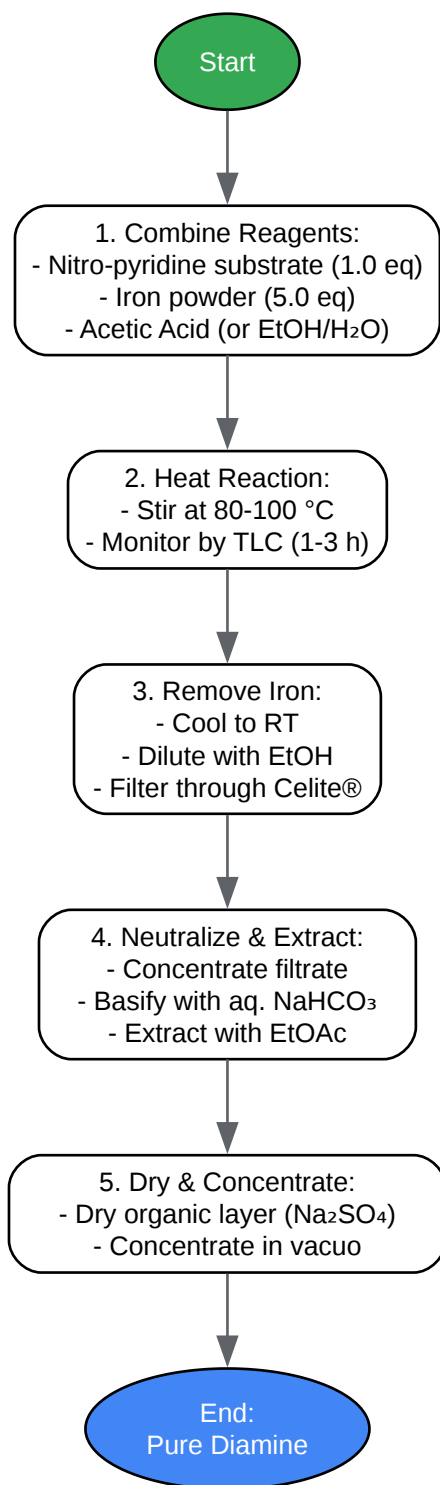 Start
1. Combine Reagents:
- Nitro-pyridine substrate (1.0 eq)
- Iron powder (5.0 eq)
- Acetic Acid (or EtOH/H₂O)
2. Heat Reaction:
- Stir at 80-100 °C
- Monitor by TLC (1-3 h)
3. Remove Iron:
- Cool to RT
- Dilute with EtOH
- Filter through Celite®
4. Neutralize & Extract:
- Concentrate filtrate
- Basify with aq. NaHCO₃
- Extract with EtOAc
5. Dry & Concentrate:
- Dry organic layer (Na₂SO₄)
- Concentrate in vacuo
End:
Pure Diamine